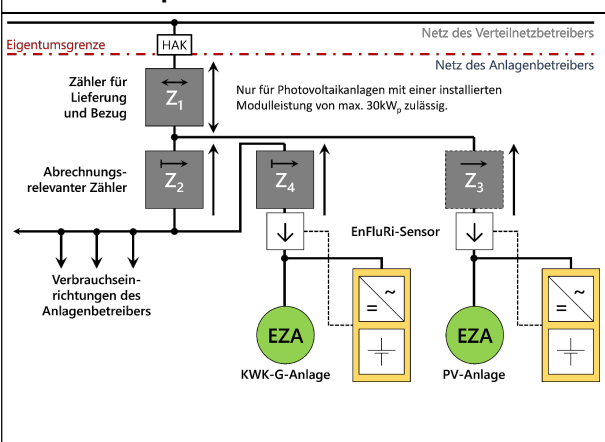 Netz des Verteilnetzbetreibers
Eigentumsgrenze
HAK
Netz des Anlagenbetreibers
Zähler für
Lieferung
und Bezug
Z1
Nur für Photovoltaikanlagen mit einer installierten
Modulleistung von max. 30kWp zulässig.
Abrechnungs-
relevanter Zähler
Z2
Z4
Z3
EnFluRi-Sensor
Verbrauchsein-
richtungen des
Anlagenbetreibers
~
=
~
=
EZA
EZA
KWK-G-Anlage
PV-Anlage